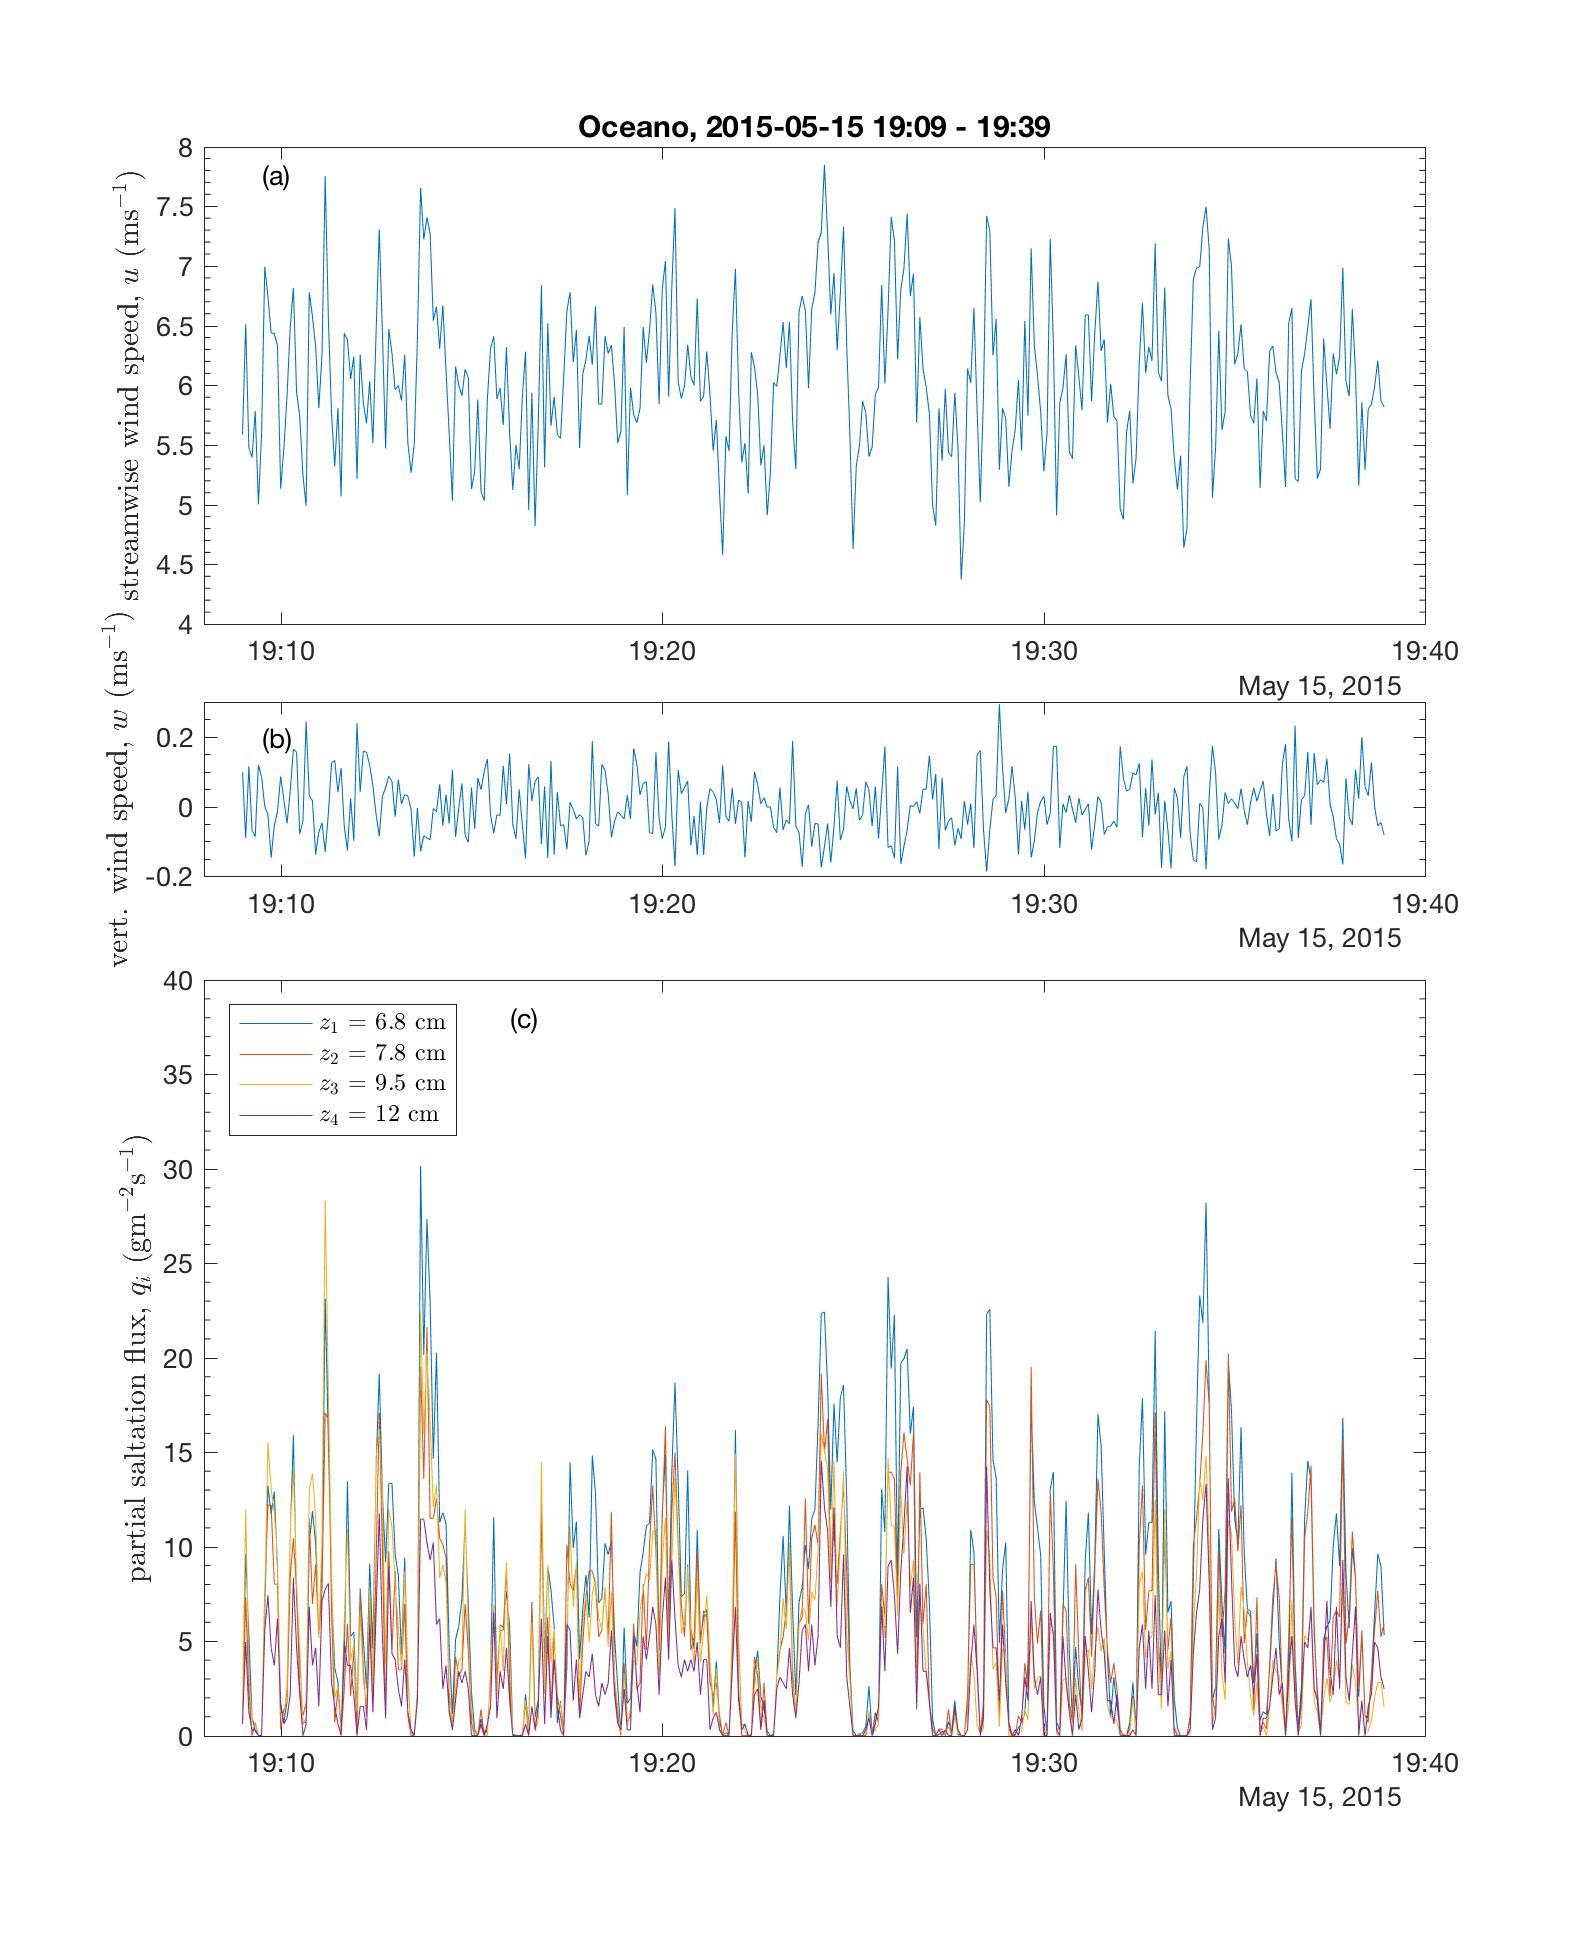 Oceano, 2015-05-15 19:09 - 19:39
(a)
streamwise wind speed, u (ms⁻¹)
8
7.5
7
6.5
6
5.5
5
4.5
4
19:10 19:20 19:30 19:40
May 15, 2015
(b)
vert. wind speed, w (ms⁻¹)
0.2
0
-0.2
19:10 19:20 19:30 19:40
May 15, 2015
(c)
partial saltation flux, qᵢ (gm⁻²s⁻¹)
z₁ = 6.8 cm
z₂ = 7.8 cm
z₃ = 9.5 cm
z₄ = 12 cm
40
35
30
25
20
15
10
5
0
19:10 19:20 19:30 19:40
May 15, 2015